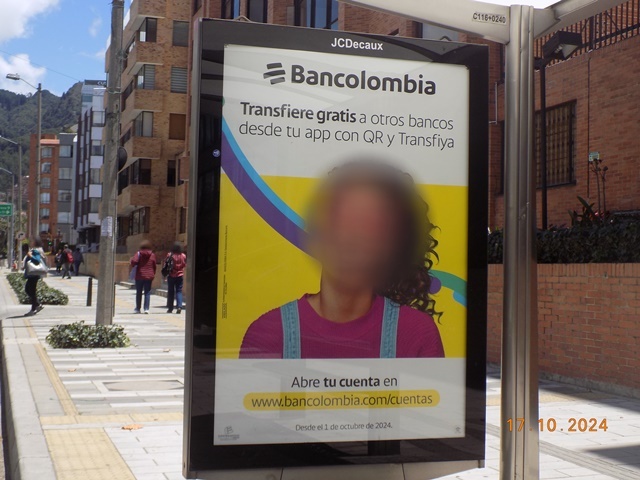 C116+0240
JCDecaux
Bancolombia
Transfiere gratis a otros bancos
desde tu app con QR y Transfiya
Abre tu cuenta en
www.bancolombia.com/cuentas
Desde el 1 de octubre de 2024.
17.10.2024